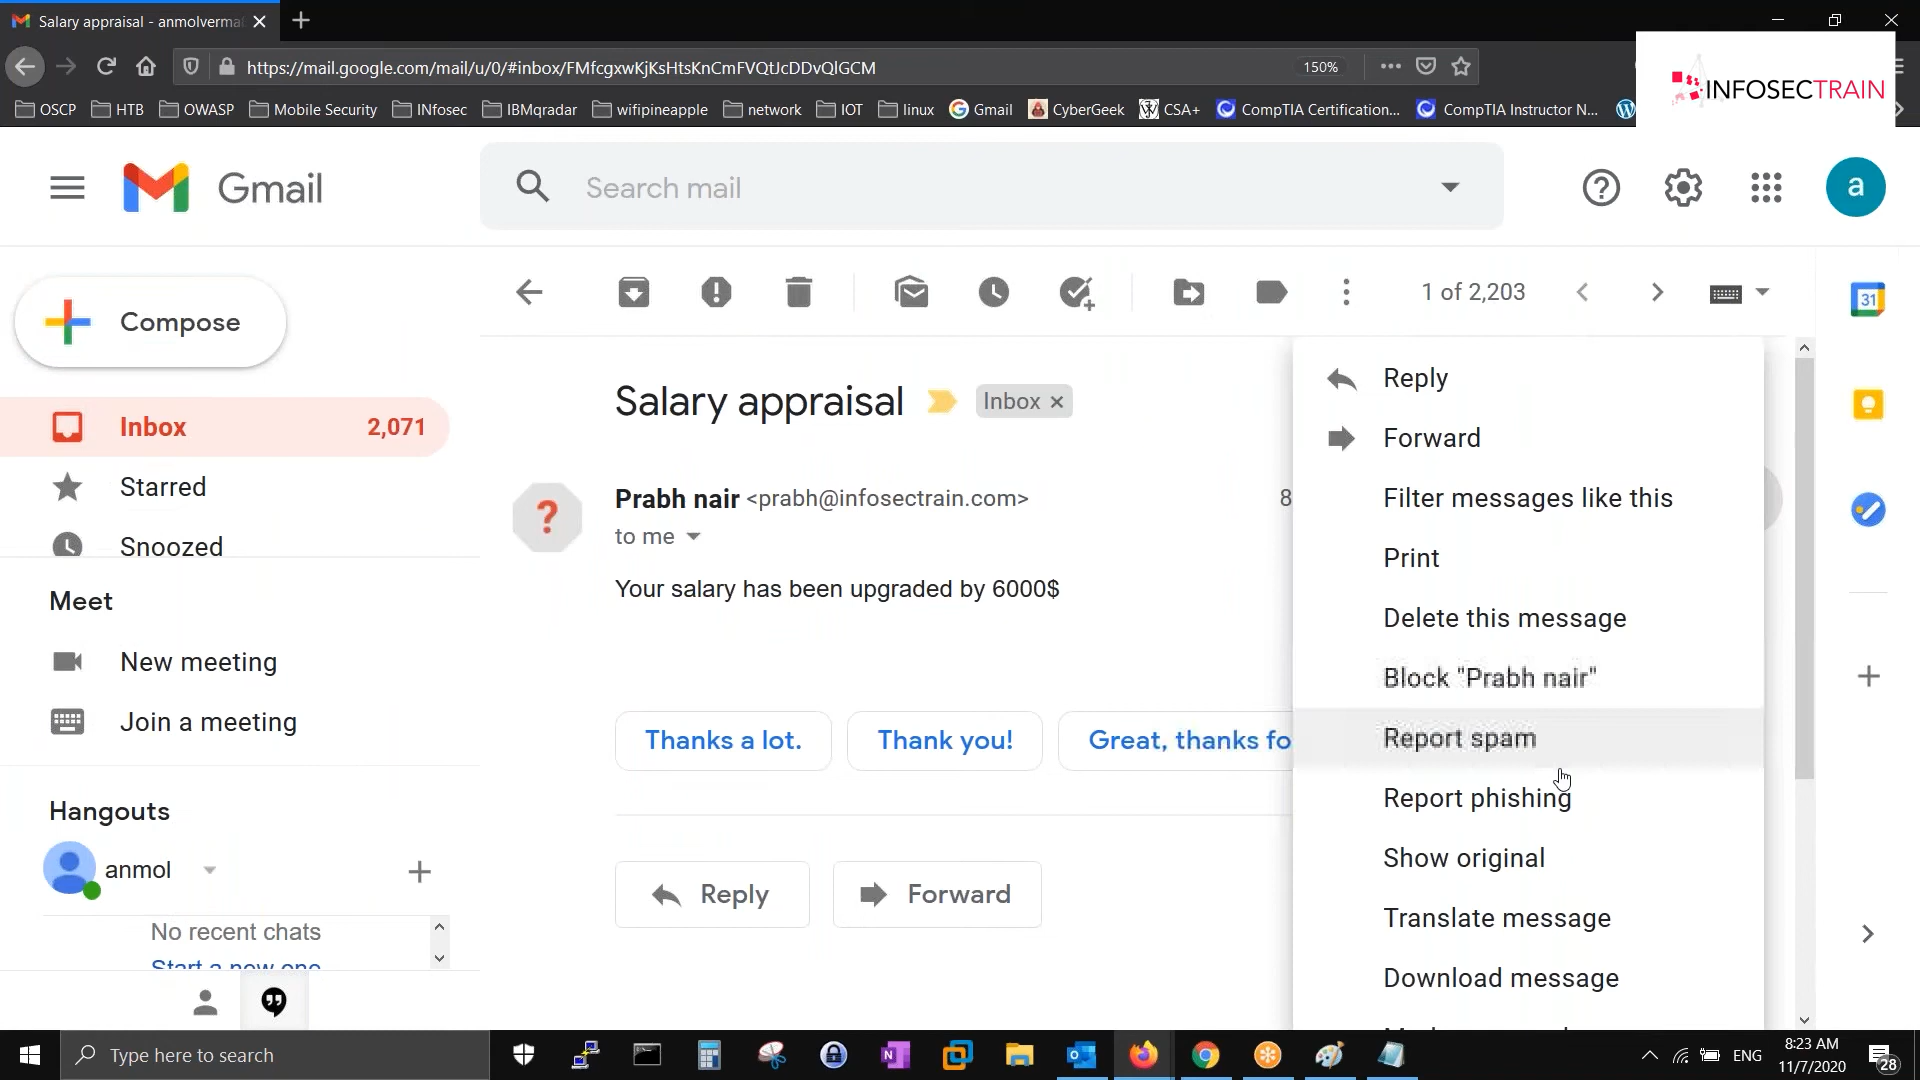 Salary appraisal - anmolverma
https://mail.google.com/mail/u/0/#inbox/FMfcgxwKjKsHtsKnCmFVQtJcDDvQlGCM
150%
INFOSECTRAIN
OSCP
HTB
OWASP
Mobile Security
INfosec
IBMqradar
wifipineapple
network
IOT
linux
Gmail
CyberGeek
CSA+
CompTIA Certification...
CompTIA Instructor N...
Gmail
Search mail
a
Compose
1 of 2,203
31
Inbox 2,071
Starred
Snoozed
Meet
New meeting
Join a meeting
Hangouts
anmol
No recent chats
Start a new one
Salary appraisal
Inbox
Prabh nair <prabh@infosectrain.com>
8
to me
Your salary has been upgraded by 6000$
Thanks a lot.
Thank you!
Great, thanks fo
Reply
Forward
Reply
Forward
Filter messages like this
Print
Delete this message
Block "Prabh nair"
Report spam
Report phishing
Show original
Translate message
Download message
Type here to search
ENG
8:23 AM
11/7/2020
28